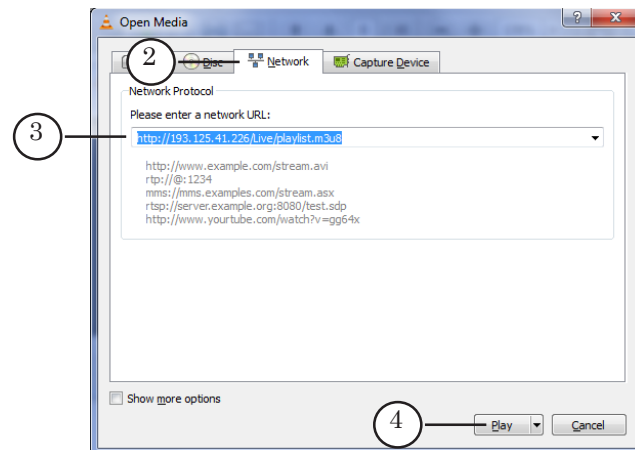 Open Media
2
Disc
Network
Capture Device
Network Protocol
Please enter a network URL:
3
http://193.125.41.226/Live/playlist.m3u8
http://www.example.com/stream.avi
rtp://@:1234
mms://mms.examples.com/stream.asx
rtsp://server.example.org:8080/test.sdp
http://www.yourtube.com/watch?v=gg64x
Show more options
4
Play
Cancel